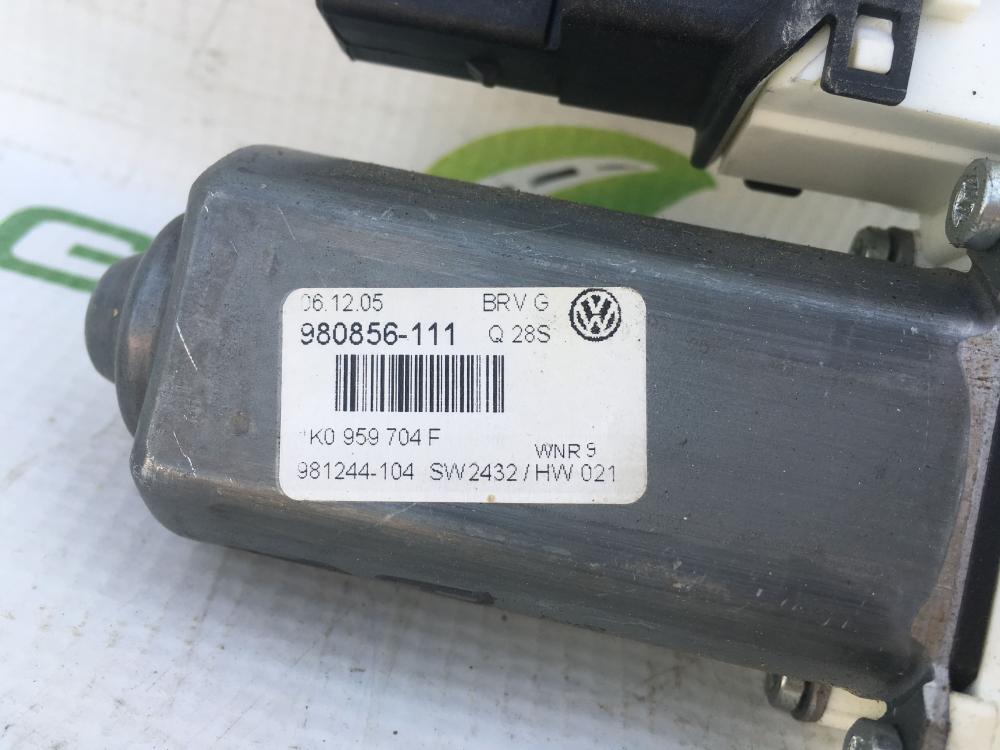 06.12.05 BRV G
980856-111 Q 28S
1K0 959 704 F
WNR 9
981244-104 SW2432 / HW 021